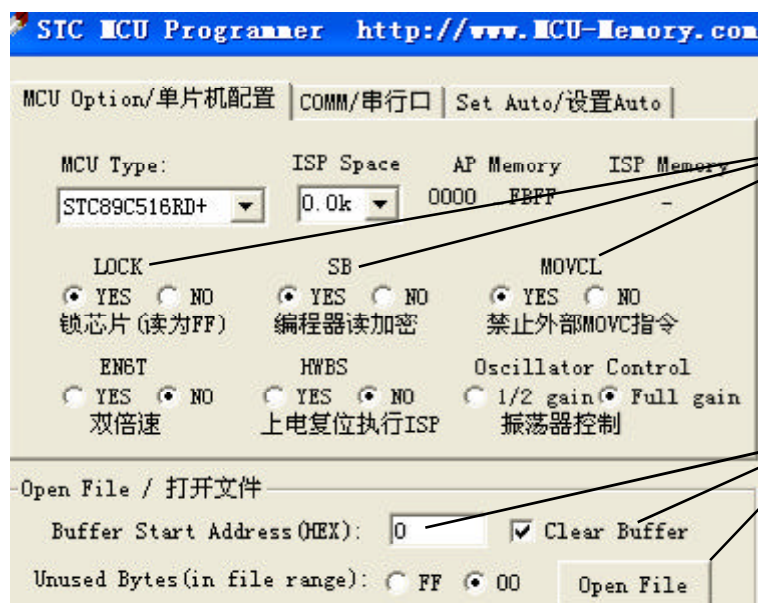 STC MCU Programmer http://www.MCU-Memory.com
MCU Option/单片机配置 COMM/串行口 Set Auto/设置Auto
MCU Type: ISP Space AP Memory ISP Memory
STC89C516RD+ 0.0k 0000 FBFF -
LOCK SB MOVCL
YES NO YES NO YES NO
锁芯片(读为FF) 编程器读加密 禁止外部MOVC指令
EN6T HWBS Oscillator Control
YES NO YES NO 1/2 gain Full gain
双倍速 上电复位执行ISP 振荡器控制
Open File / 打开文件
Buffer Start Address(HEX): 0 Clear Buffer
Unused Bytes(in file range): FF 00 Open File